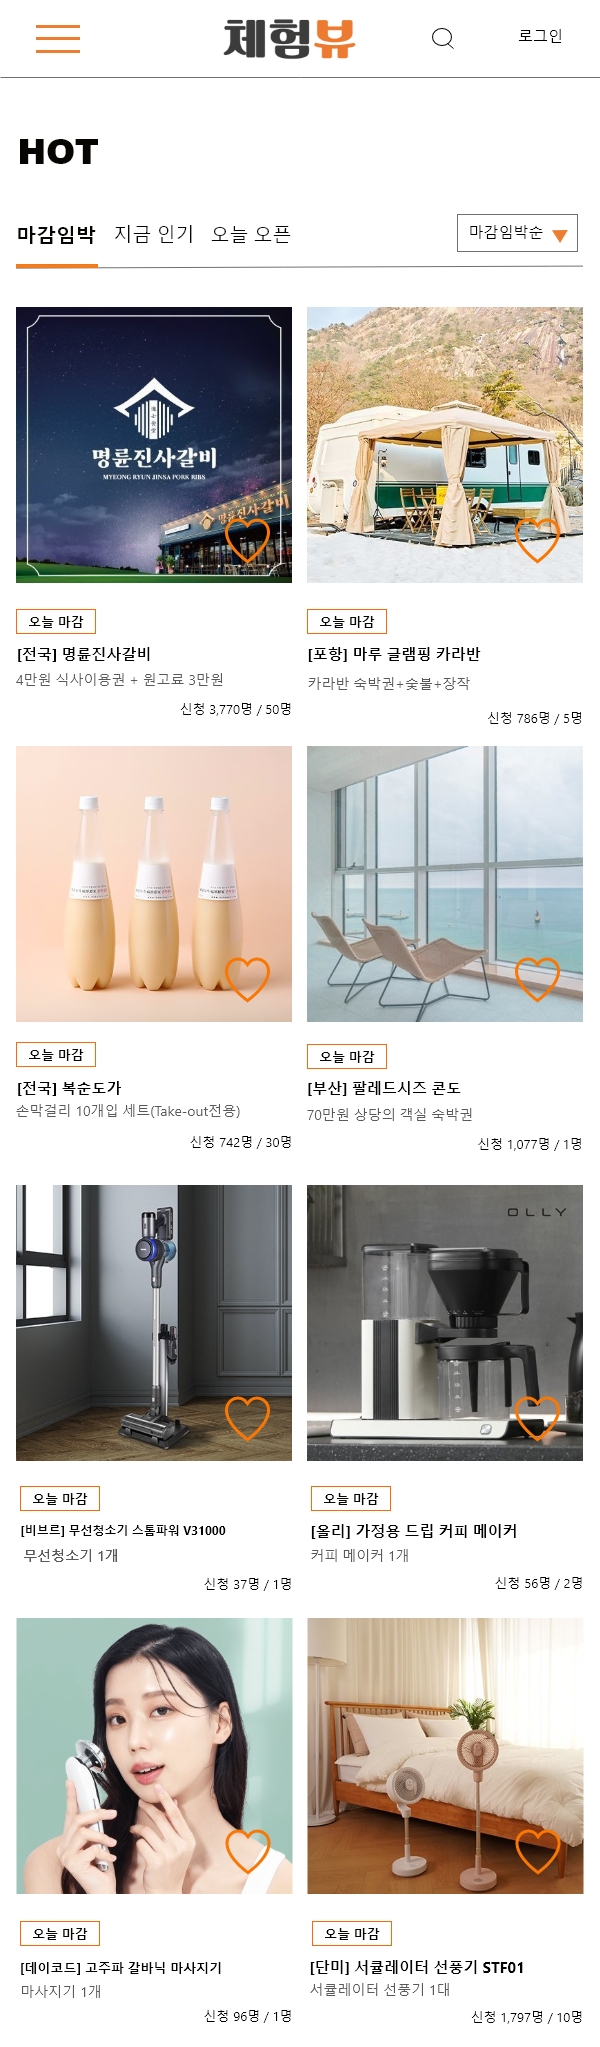 체험뷰
로그인
HOT
마감임박 지금 인기 오늘 오픈
마감임박순
명륜진사갈비
MYEONG RYUN JINSA PORK RIBS
명륜진사갈비
오늘 마감
[전국] 명륜진사갈비
4만원 식사이용권 + 원고료 3만원
신청 3,770명 / 50명
오늘 마감
[포항] 마루 글램핑 카라반
카라반 숙박권+숯불+장작
신청 786명 / 5명
오늘 마감
[전국] 복순도가
손막걸리 10개입 세트(Take-out전용)
신청 742명 / 30명
오늘 마감
[부산] 팔레드시즈 콘도
70만원 상당의 객실 숙박권
신청 1,077명 / 1명
오늘 마감
[비브르] 무선청소기 스톰파워 V31000
무선청소기 1개
신청 37명 / 1명
OLLY
오늘 마감
[올리] 가정용 드립 커피 메이커
커피 메이커 1개
신청 56명 / 2명
오늘 마감
[데이코드] 고주파 갈바닉 마사지기
마사지기 1개
신청 96명 / 1명
오늘 마감
[단미] 서큘레이터 선풍기 STF01
서큘레이터 선풍기 1대
신청 1,797명 / 10명